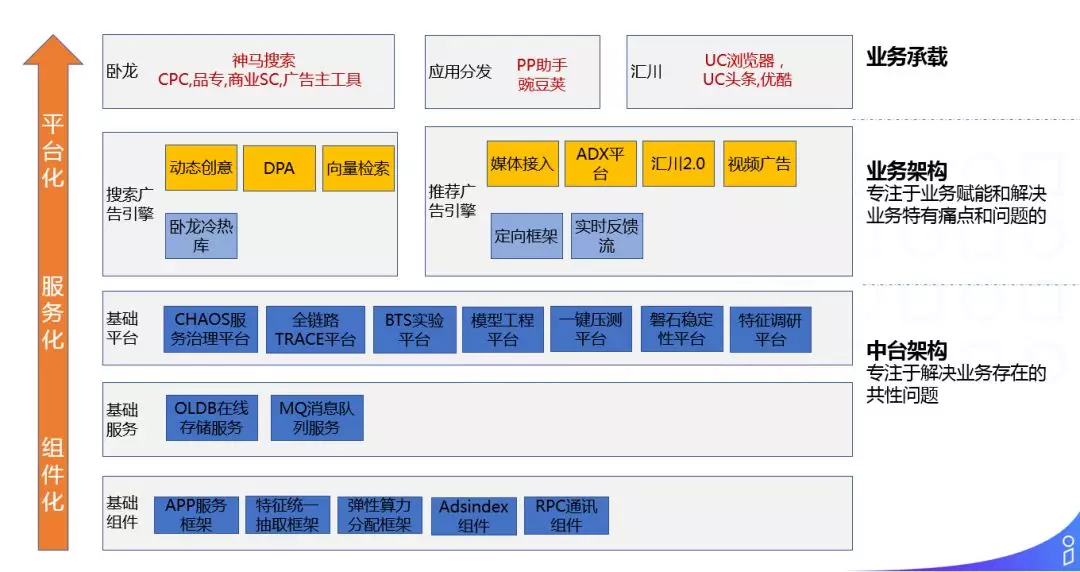 平
台
化
服
务
化
组
件
化
卧龙
神马搜索
CPC,品专,商业SC,广告主工具
应用分发
PP助手
豌豆荚
汇川
UC浏览器，
UC头条,优酷
业务承载
搜索广
告引擎
动态创意
DPA
向量检索
卧龙冷热
库
推荐广
告引擎
媒体接入
ADX平
台
汇川2.0
视频广告
定向框架
实时反馈
流
业务架构
专注于业务赋能和解决
业务特有痛点和问题的
基础
平台
CHAOS服
务治理平台
全链路
TRACE平台
BTS实验
平台
模型工程
平台
一键压测
平台
磐石稳定
性平台
特征调研
平台
中台架构
专注于解决业务存在的
共性问题
基础
服务
OLDB在线
存储服务
MQ消息队
列服务
基础
组件
APP服务
框架
特征统一
抽取框架
弹性算力
分配框架
Adsindex
组件
RPC通讯
组件